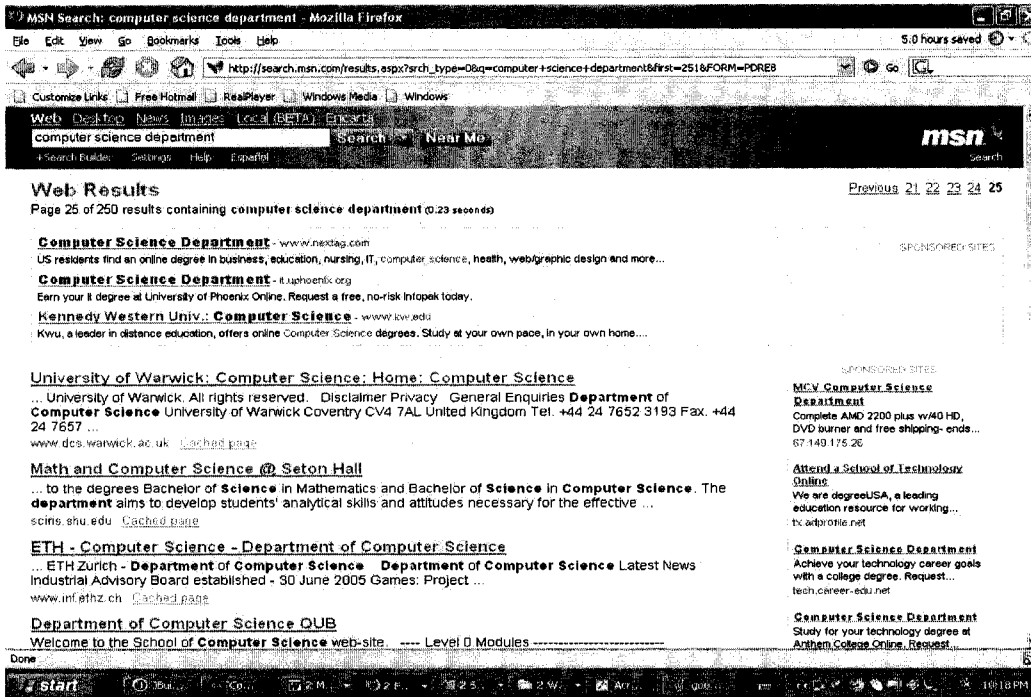 MSN Search: computer science department - Mozilla Firefox
File Edit View Go Bookmarks Tools Help
5.0 hours saved
http://search.msn.com/results.aspx?srch_type=0&q=computer+science+department&first=251&FORM=PDRE8
Go
Customize Links Free Hotmail RealPlayer Windows Media Windows
Web Desktop News Images Local (BETA) Encarta
computer science department Search Near Me
msn
Search
+Search Builder Settings Help Español
Web Results
Previous 21 22 23 24 25
Page 25 of 250 results containing computer science department (0.23 seconds)
SPONSORED SITES
Computer Science Department - www.nextag.com
US residents find an online degree in business, education, nursing, IT, computer science, health, web/graphic design and more...
Computer Science Department - it.uphoenix.org
Earn your it degree at University of Phoenix Online. Request a free, no-risk infopak today.
Kennedy Western Univ.: Computer Science - www.kw.edu
Kwu, a leader in distance education, offers online Computer Science degrees. Study at your own pace, in your own home....
University of Warwick: Computer Science: Home: Computer Science
... University of Warwick. All rights reserved. Disclaimer Privacy General Enquiries Department of
Computer Science University of Warwick Coventry CV4 7AL United Kingdom Tel. +44 24 7652 3193 Fax. +44
24 7657 ...
www.dcs.warwick.ac.uk Cached page
Math and Computer Science @ Seton Hall
... to the degrees Bachelor of Science in Mathematics and Bachelor of Science in Computer Science. The
department aims to develop students' analytical skills and attitudes necessary for the effective ...
sciris.shu.edu Cached page
ETH - Computer Science - Department of Computer Science
... ETH Zurich - Department of Computer Science Department of Computer Science Latest News
Industrial Advisory Board established - 30 June 2005 Games: Project ...
www.inf.ethz.ch Cached page
Department of Computer Science QUB
Welcome to the School of Computer Science web-site. ---- Level 0 Modules --------------------
SPONSORED SITES
MCV Computer Science
Department
Complete AMD 2200 plus w/40 HD,
DVD burner and free shipping- ends...
67.149.175.26
Attend a School of Technology
Online
We are degreeUSA, a leading
education resource for working...
tx.adprofile.net
Computer Science Department
Achieve your technology career goals
with a college degree. Request...
tech.career-edu.net
Computer Science Department
Study for your technology degree at
Anthem College Online. Request...
Done
start
10:18 PM